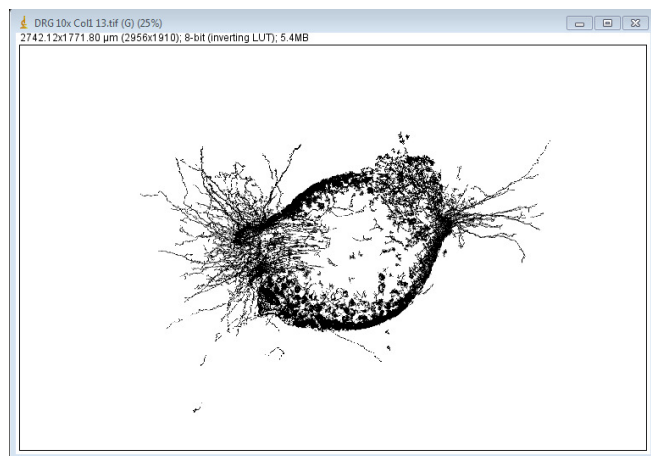 DRG 10x Col1 13.tif (G) (25%)
2742.12x1771.80 µm (2956x1910); 8-bit (inverting LUT); 5.4MB